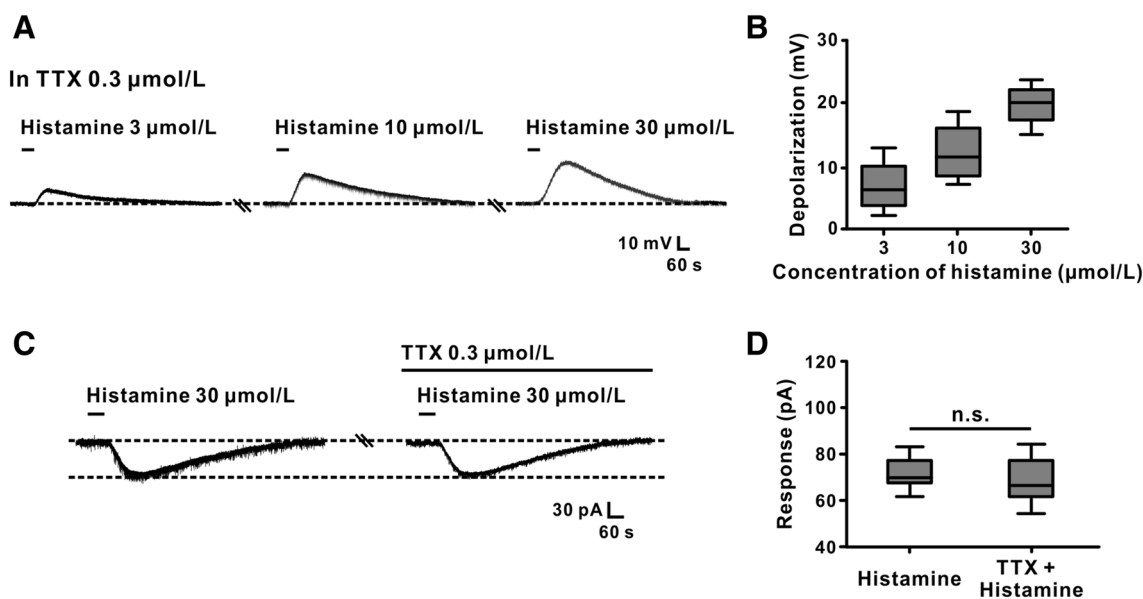 A
In TTX 0.3 μmol/L
Histamine 3 μmol/L
Histamine 10 μmol/L
Histamine 30 μmol/L
10 mV
60 s
B
Depolarization (mV)
30
20
10
0
3
10
30
Concentration of histamine (μmol/L)
C
TTX 0.3 μmol/L
Histamine 30 μmol/L
Histamine 30 μmol/L
30 pA
60 s
D
Response (pA)
120
100
80
60
40
n.s.
Histamine
TTX +
Histamine